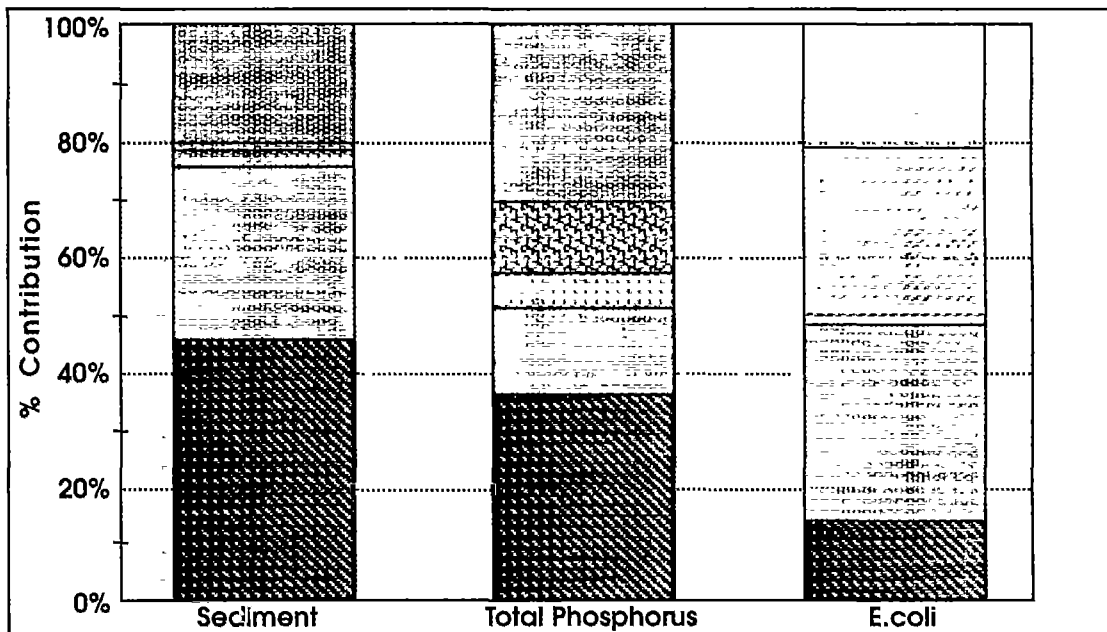 100%
80%
60%
40%
20%
0%
% Contribution
Sediment
Total Phosphorus
E.coli